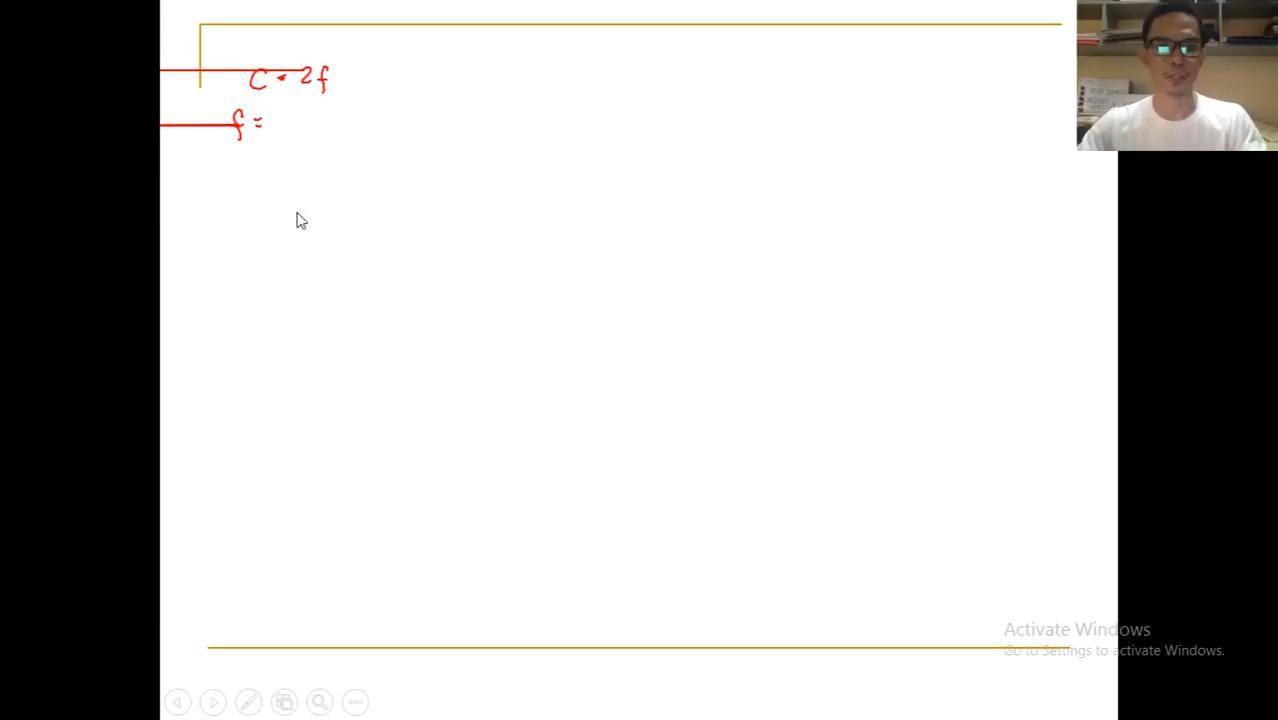 C = 2f
f =
Activate Windows
Go to Settings to activate Windows.